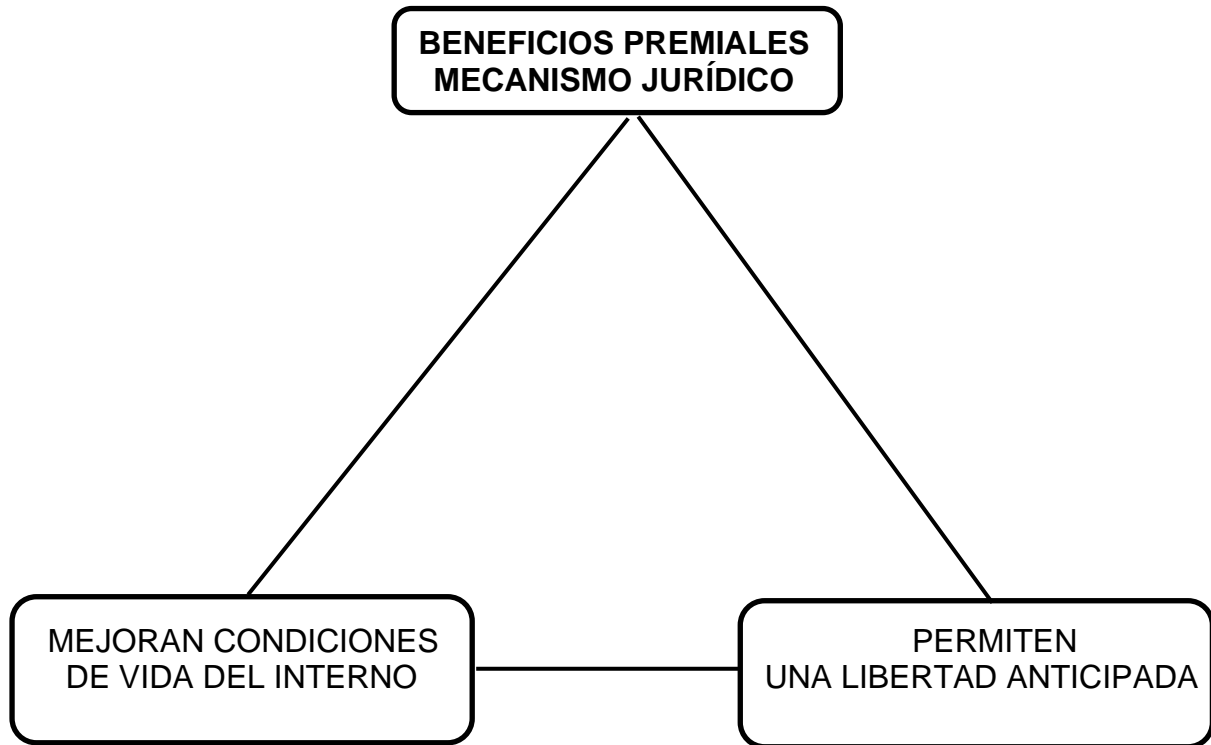 BENEFICIOS PREMIALES
MECANISMO JURÍDICO
MEJORAN CONDICIONES
DE VIDA DEL INTERNO
PERMITEN
UNA LIBERTAD ANTICIPADA